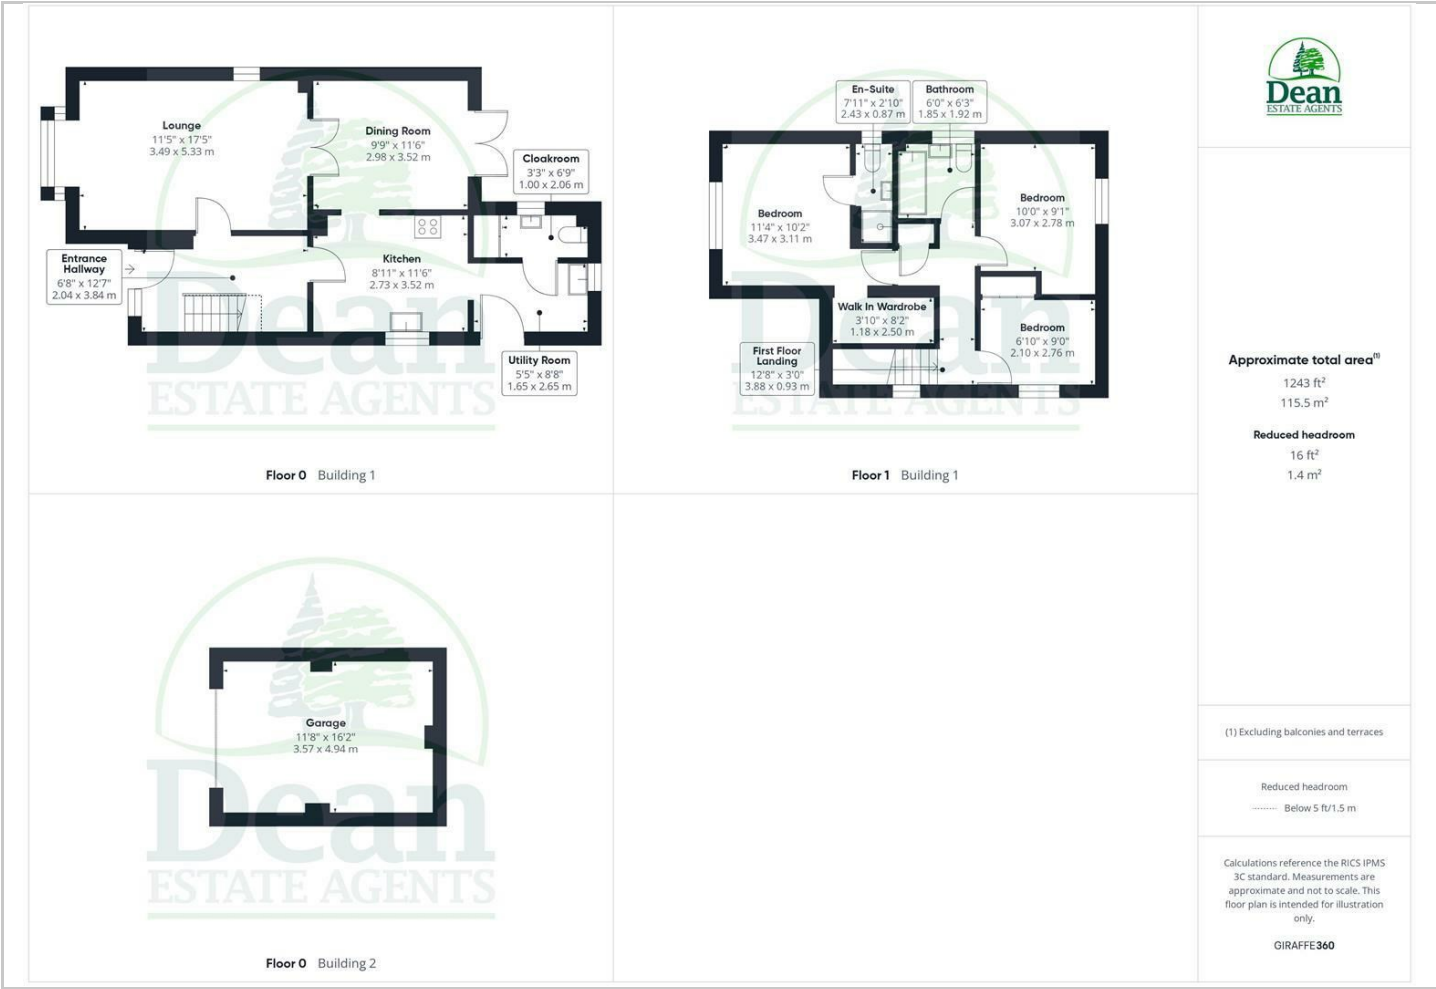 Lounge
11'5" x 17'5"
3.49 x 5.33 m
Dining Room
9'9" x 11'6"
2.98 x 3.52 m
Cloakroom
3'3" x 6'9"
1.00 x 2.06 m
Entrance
Hallway
6'8" x 12'7"
2.04 x 3.84 m
Kitchen
8'11" x 11'6"
2.73 x 3.52 m
Utility Room
5'5" x 8'8"
1.65 x 2.65 m
Dean
ESTATE AGENTS
Floor 0 Building 1
En-Suite
7'11" x 2'10"
2.43 x 0.87 m
Bathroom
6'0" x 6'3"
1.85 x 1.92 m
Bedroom
11'4" x 10'2"
3.47 x 3.11 m
Bedroom
10'0" x 9'1"
3.07 x 2.78 m
Walk In Wardrobe
3'10" x 8'2"
1.18 x 2.50 m
Bedroom
6'10" x 9'0"
2.10 x 2.76 m
First Floor
Landing
12'8" x 3'0"
3.88 x 0.93 m
Dean
ESTATE AGENTS
Floor 1 Building 1
Garage
11'8" x 16'2"
3.57 x 4.94 m
Dean
ESTATE AGENTS
Floor 0 Building 2
Dean
ESTATE AGENTS
Approximate total area(1)
1243 ft²
115.5 m²
Reduced headroom
16 ft²
1.4 m²
(1) Excluding balconies and terraces
Reduced headroom
Below 5 ft/1.5 m
Calculations reference the RICS IPMS
3C standard. Measurements are
approximate and not to scale. This
floor plan is intended for illustration
only.
GIRAFFE360